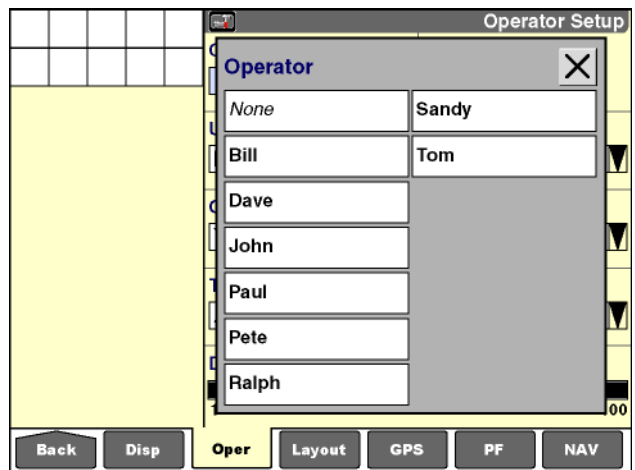 Operator Setup
Operator
None
Sandy
Bill
Tom
Dave
John
Paul
Pete
Ralph
00
Back Disp Oper Layout GPS PF NAV